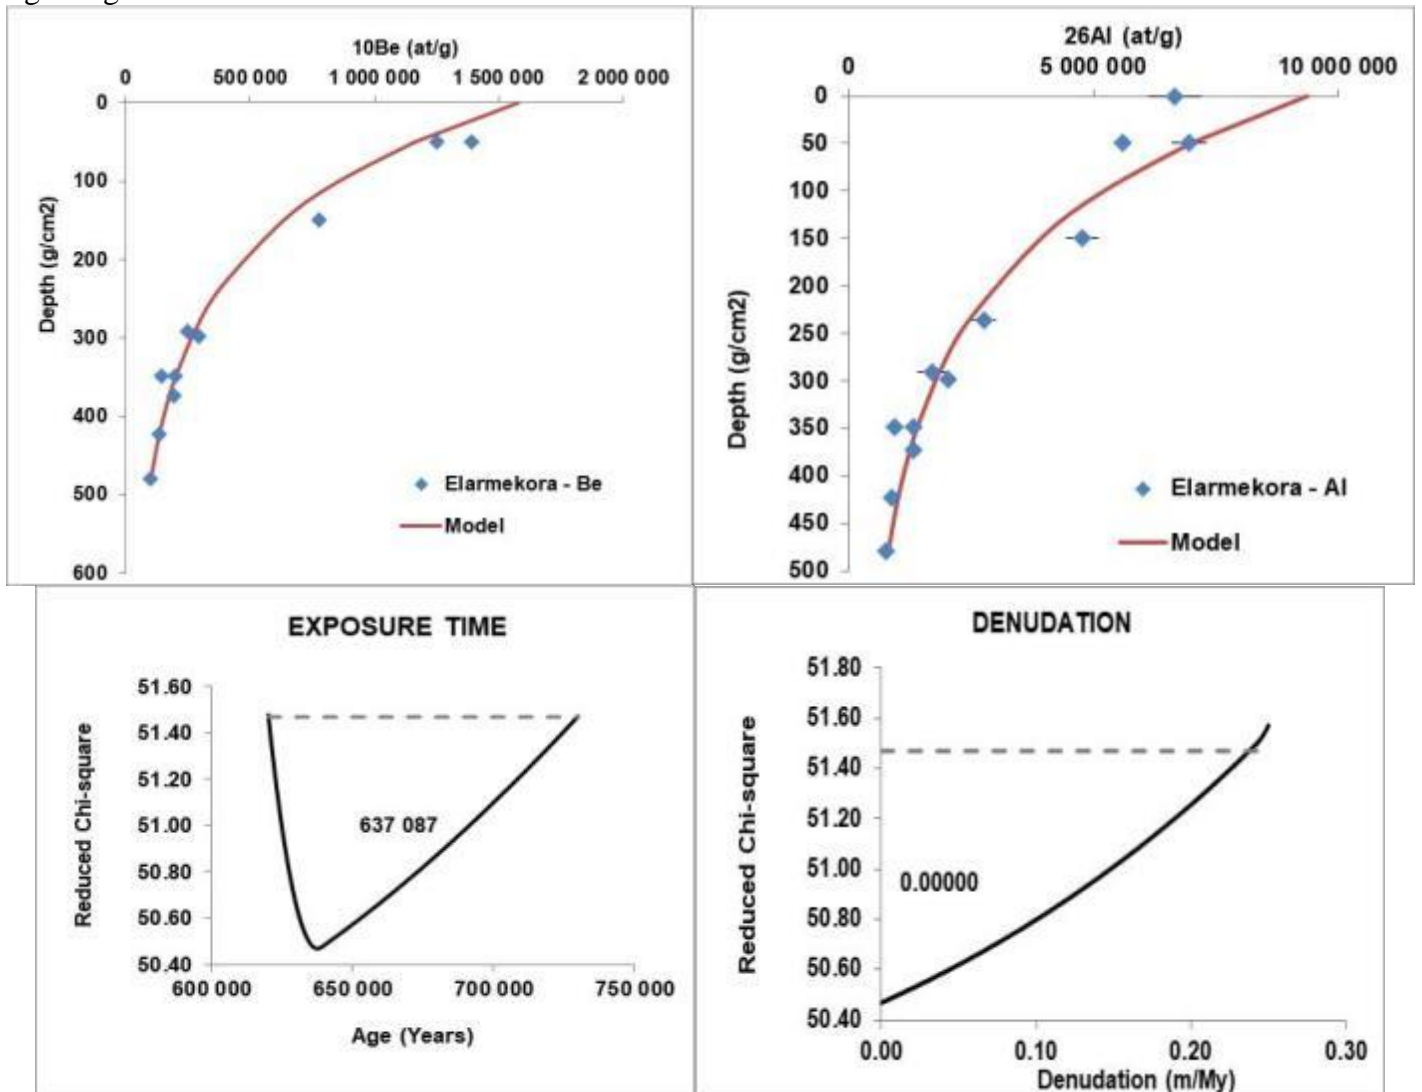 10Be (at/g)
0 500 000 1 000 000 1 500 000 2 000 000
0
100
200
300
400
500
600
Depth (g/cm2)
Elarmekora - Be
Model
26Al (at/g)
0 5 000 000 10 000 000
0
50
100
150
200
250
300
350
400
450
500
Depth (g/cm2)
Elarmekora - Al
Model
EXPOSURE TIME
51.60
51.40
51.20
51.00
50.80
50.60
50.40
Reduced Chi-square
637 087
600 000 650 000 700 000 750 000
Age (Years)
DENUDATION
51.80
51.60
51.40
51.20
51.00
50.80
50.60
50.40
Reduced Chi-square
0.00000
0.00 0.10 0.20 0.30
Denudation (m/My)